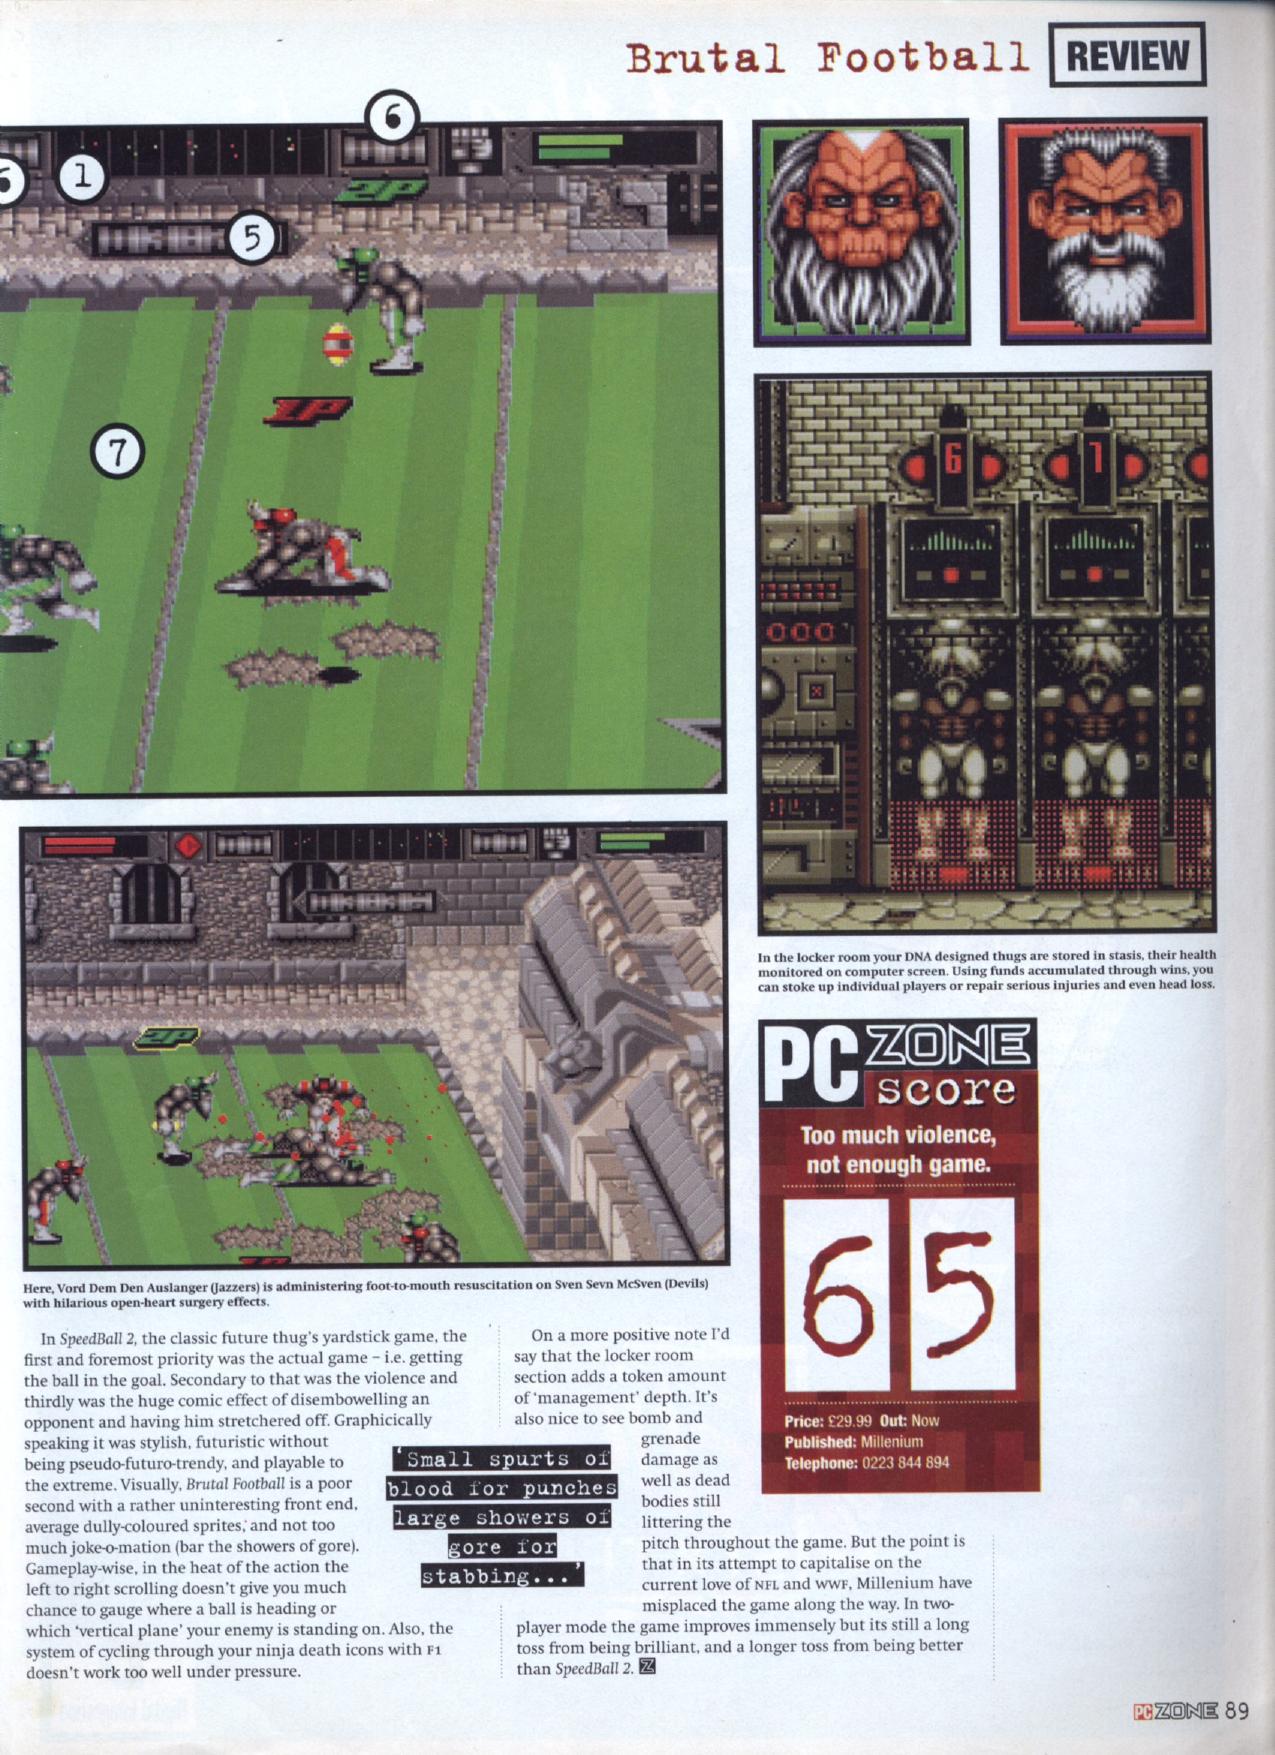 Brutal Football REVIEW
6
6
1
2P
5
1P
7
6 1
000
2P
In the locker room your DNA designed thugs are stored in stasis, their health
monitored on computer screen. Using funds accumulated through wins, you
can stoke up individual players or repair serious injuries and even head loss.
PC ZONE
score
Too much violence,
not enough game.
65
Price: £29.99 Out: Now
Published: Millenium
Telephone: 0223 844 894
Here, Vord Dem Den Auslanger (Jazzers) is administering foot-to-mouth resuscitation on Sven Sevn McSven (Devils)
with hilarious open-heart surgery effects.
In SpeedBall 2, the classic future thug's yardstick game, the
first and foremost priority was the actual game – i.e. getting
the ball in the goal. Secondary to that was the violence and
thirdly was the huge comic effect of disembowelling an
opponent and having him stretchered off. Graphicically
speaking it was stylish, futuristic without
being pseudo-futuro-trendy, and playable to
the extreme. Visually, Brutal Football is a poor
second with a rather uninteresting front end,
average dully-coloured sprites, and not too
much joke-o-mation (bar the showers of gore).
Gameplay-wise, in the heat of the action the
left to right scrolling doesn't give you much
chance to gauge where a ball is heading or
which 'vertical plane' your enemy is standing on. Also, the
system of cycling through your ninja death icons with F1
doesn't work too well under pressure.
'Small spurts of
blood for punches
large showers of
gore for
stabbing...'
On a more positive note I'd
say that the locker room
section adds a token amount
of 'management' depth. It's
also nice to see bomb and
grenade
damage as
well as dead
bodies still
littering the
pitch throughout the game. But the point is
that in its attempt to capitalise on the
current love of NFL and WWF, Millenium have
misplaced the game along the way. In two-
player mode the game improves immensely but its still a long
toss from being brilliant, and a longer toss from being better
than SpeedBall 2. Z
PC ZONE 89